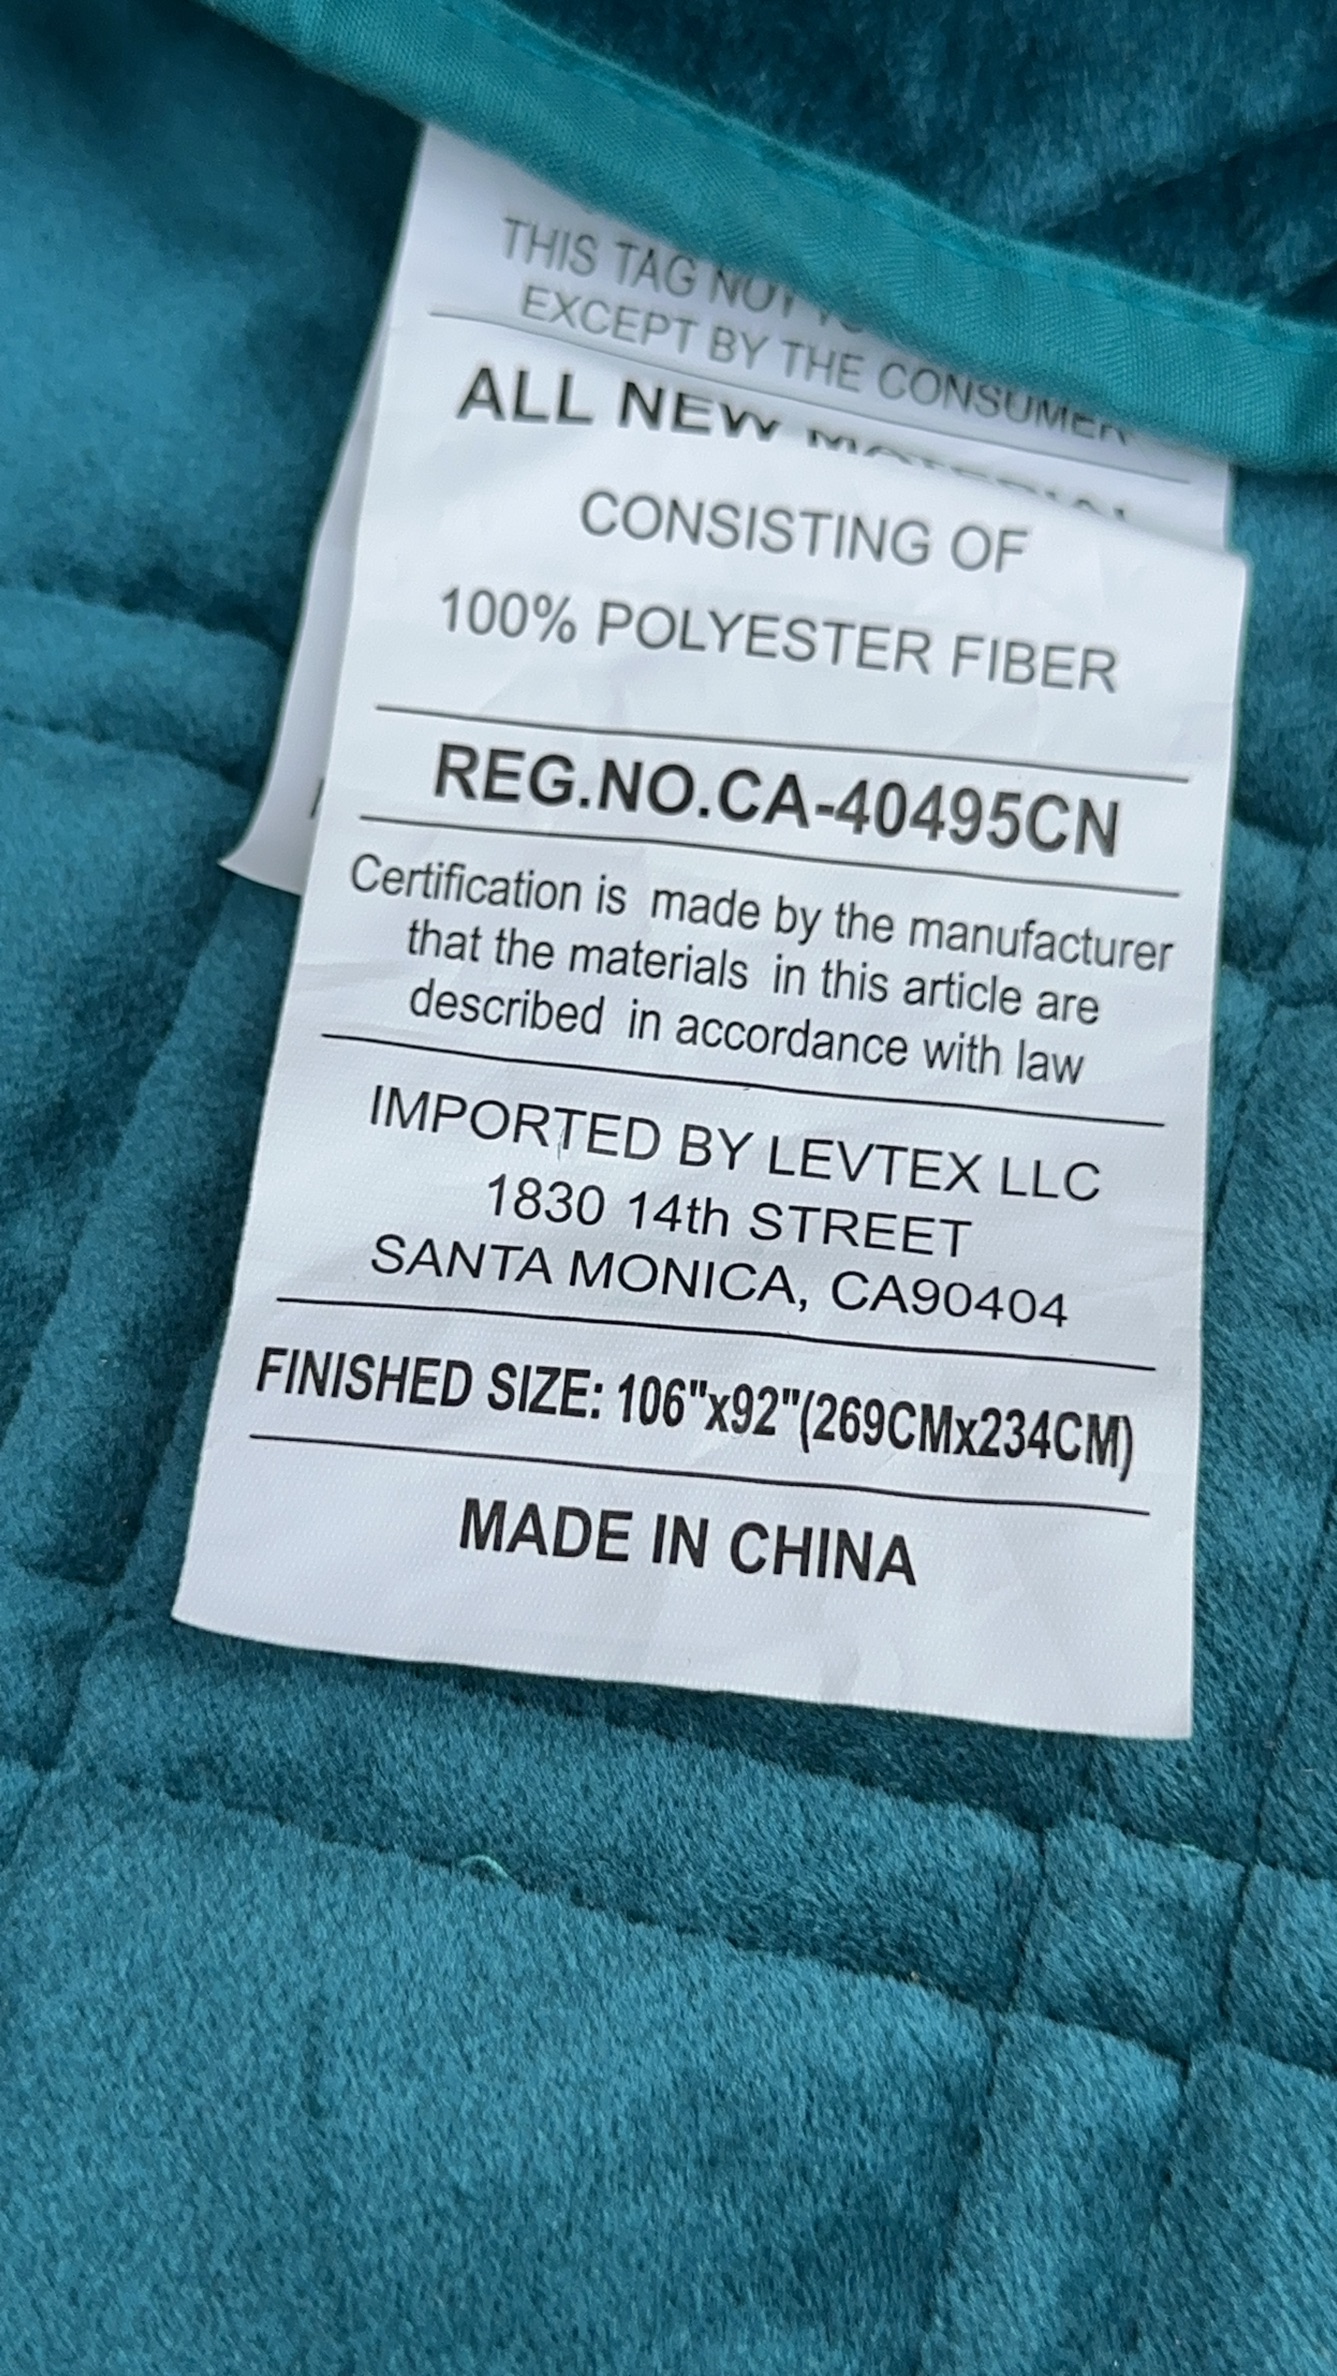 THIS TAG NOT
EXCEPT BY THE CONSUMER
ALL NEW MATERIAL
CONSISTING OF
100% POLYESTER FIBER
REG.NO.CA-40495CN
Certification is made by the manufacturer
that the materials in this article are
described in accordance with law
IMPORTED BY LEVTEX LLC
1830 14th STREET
SANTA MONICA, CA90404
FINISHED SIZE: 106"x92"(269CMx234CM)
MADE IN CHINA